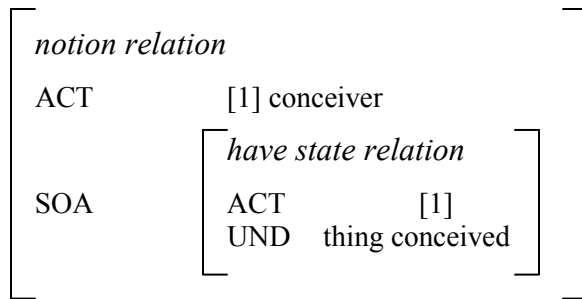 notion relation
ACT [1] conceiver
have state relation
SOA ACT [1]
UND thing conceived